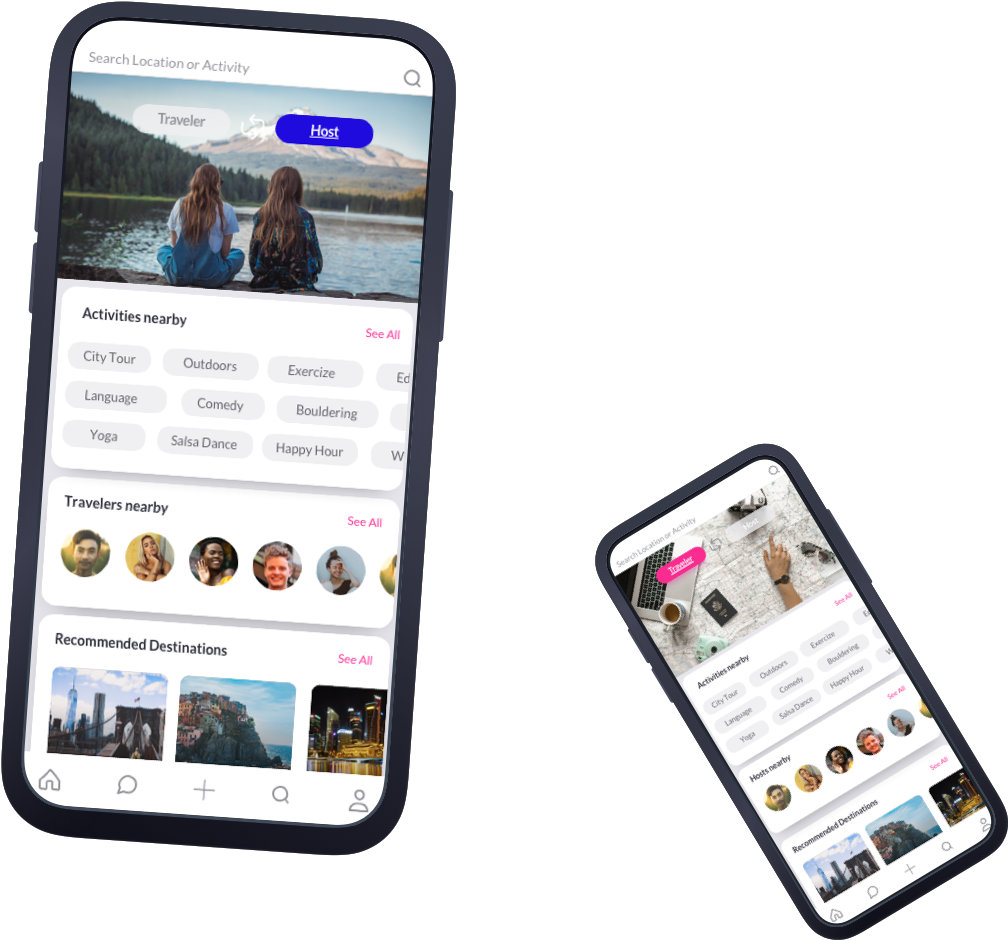 Search Location or Activity
Traveler
Host
Activities nearby
See All
City Tour Outdoors Exercize Ed
Language Comedy Bouldering
Yoga Salsa Dance Happy Hour W
Travelers nearby
See All
Recommended Destinations
See All
Search Location or Activity
Traveler
Host
Activities nearby
See All
City Tour Outdoors Exercize E
Language Comedy Bouldering
Yoga Salsa Dance Happy Hour W
Hosts nearby
See All
Recommended Destinations
See All